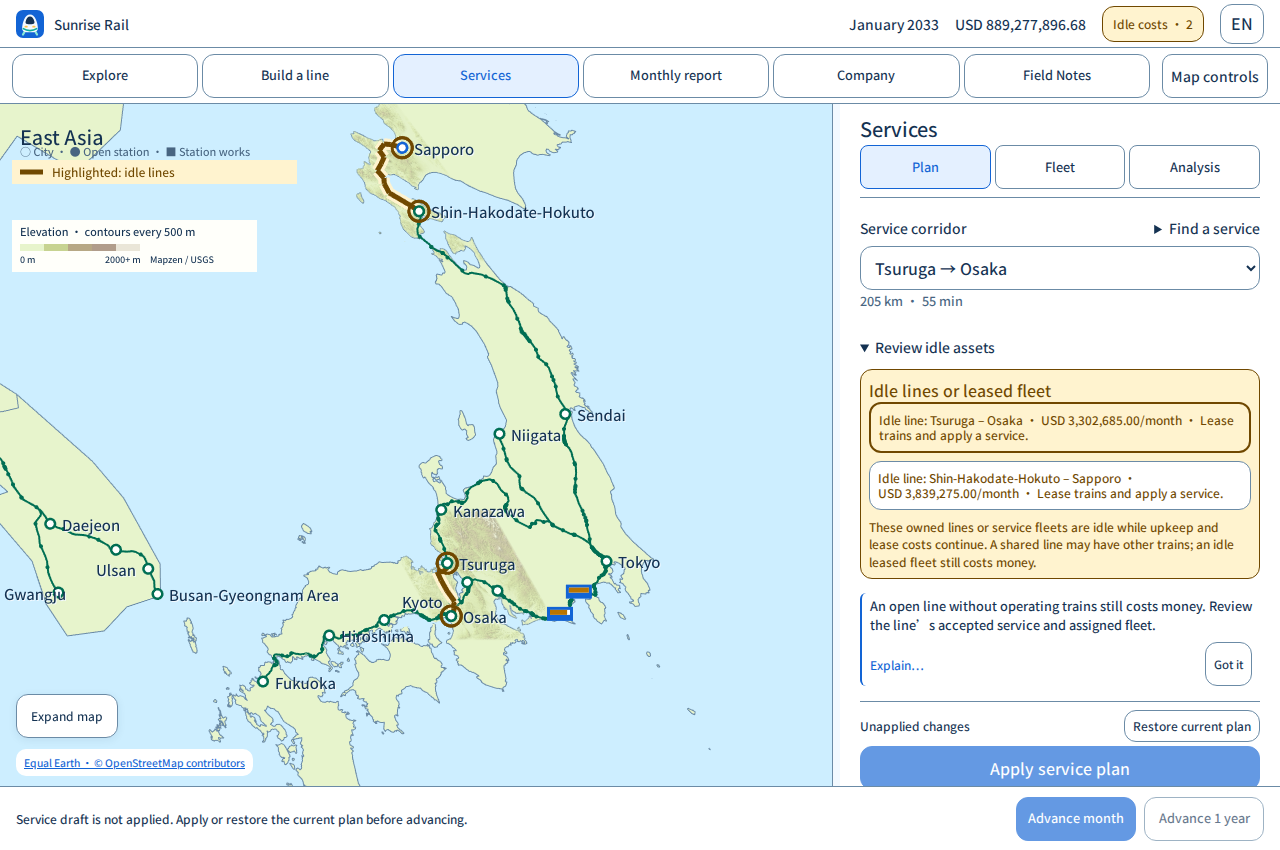 Sunrise Rail
January 2033
USD 889,277,896.68
Idle costs · 2
EN
Explore
Build a line
Services
Monthly report
Company
Field Notes
Map controls
East Asia
City · Open station · Station works
Highlighted: idle lines
Elevation · contours every 500 m
0 m
2000+ m
Mapzen / USGS
Sapporo
Shin-Hakodate-Hokuto
Sendai
Niigata
Kanazawa
Daejeon
Tsuruga
Tokyo
Ulsan
Gwangju
Busan-Gyeongnam Area
Kyoto
Osaka
Hiroshima
Fukuoka
Expand map
Equal Earth · © OpenStreetMap contributors
Services
Plan
Fleet
Analysis
Service corridor
Find a service
Tsuruga → Osaka
205 km · 55 min
Review idle assets
Idle lines or leased fleet
Idle line: Tsuruga – Osaka · USD 3,302,685.00/month · Lease
trains and apply a service.
Idle line: Shin-Hakodate-Hokuto – Sapporo ·
USD 3,839,275.00/month · Lease trains and apply a service.
These owned lines or service fleets are idle while upkeep and
lease costs continue. A shared line may have other trains; an idle
leased fleet still costs money.
An open line without operating trains still costs money. Review
the line’s accepted service and assigned fleet.
Explain…
Got it
Unapplied changes
Restore current plan
Apply service plan
Service draft is not applied. Apply or restore the current plan before advancing.
Advance month
Advance 1 year